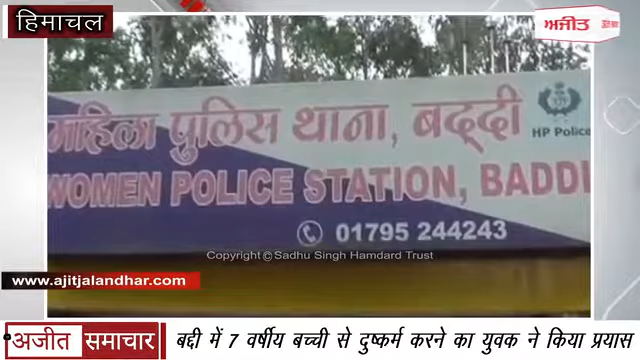 हिमाचल
अजीत
महिला पुलिस थाना, बद्दी
HP Police
WOMEN POLICE STATION, BADDI
01795 244243
Copyright © Sadhu Singh Hamdard Trust
www.ajitjalandhar.com
अजीत समाचार बद्दी में 7 वर्षीय बच्ची से दुष्कर्म करने का युवक ने किया प्रयास